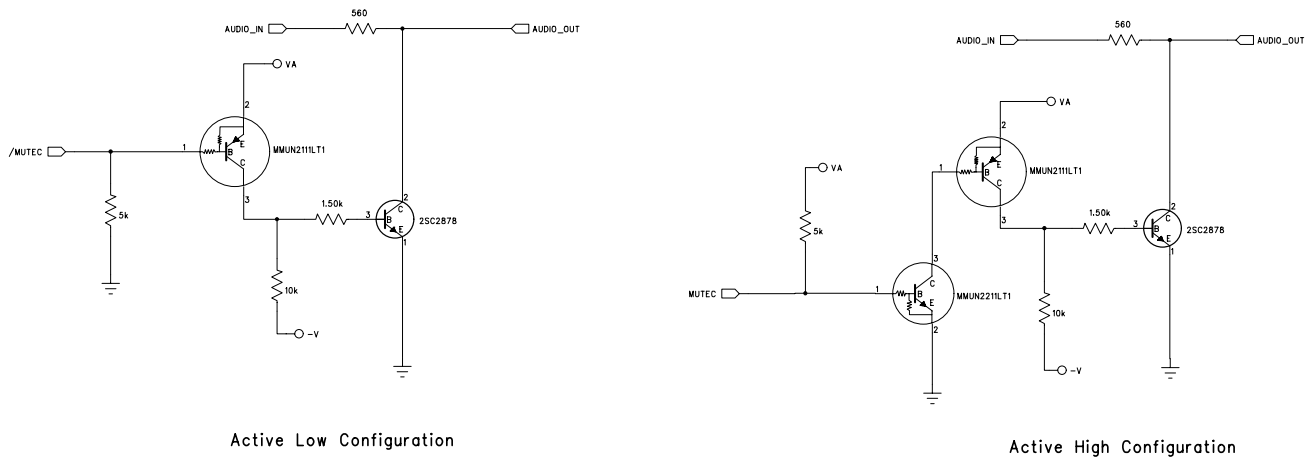 560
AUDIO_IN
AUDIO_OUT
VA
2
E
/MUTEC
1
B
MMUN2111LT1
C
3
5k
1.50k
2
C
3
B
2SC2878
E
1
10k
-V
Active Low Configuration
560
AUDIO_IN
AUDIO_OUT
VA
2
E
VA
1
B
MMUN2111LT1
C
3
1.50k
2
C
5k
3
B
2SC2878
E
1
3
C
MUTEC
1
B
MMUN2211LT1
E
2
10k
-V
Active High Configuration